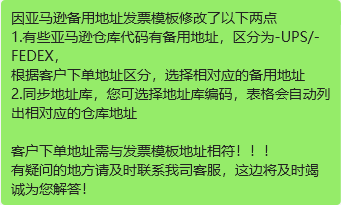 因亚马逊备用地址发票模板修改了以下两点
1.有些亚马逊仓库代码有备用地址，区分为-UPS/-
FEDEX，
根据客户下单地址区分，选择相对应的备用地址
2.同步地址库，您可选择地址库编码，表格会自动列
出相对应的仓库地址
客户下单地址需与发票模板地址相符！！！
有疑问的地方请及时联系我司客服，这边将及时竭
诚为您解答！